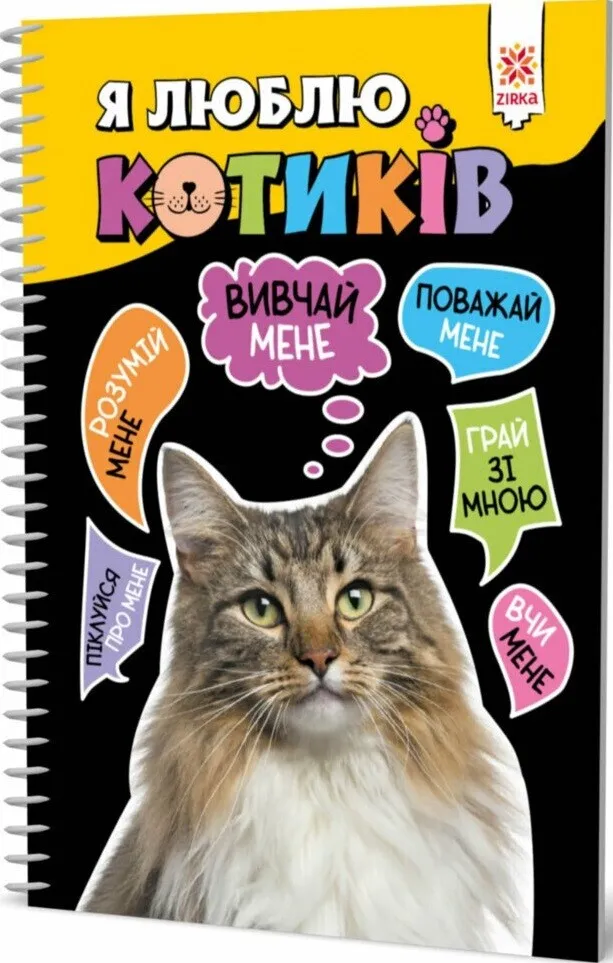 ZIRKA
Я ЛЮБЛЮ
КОТИКІВ
ВИВЧАЙ
МЕНЕ
ПОВАЖАЙ
МЕНЕ
РОЗУМІЙ
МЕНЕ
ГРАЙ
ЗІ
МНОЮ
ПІКЛУЙСЯ
ПРО МЕНЕ
ВЧИ
МЕНЕ